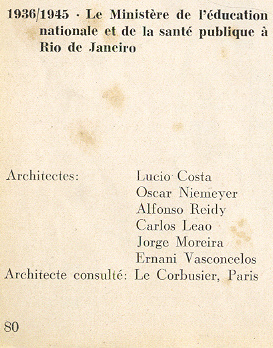 1936/1945 · Le Ministère de l'éducation
nationale et de la santé publique à
Rio de Janeiro
Architectes: Lucio Costa
Oscar Niemeyer
Alfonso Reidy
Carlos Leao
Jorge Moreira
Ernani Vasconcelos
Architecte consulté: Le Corbusier, Paris
80